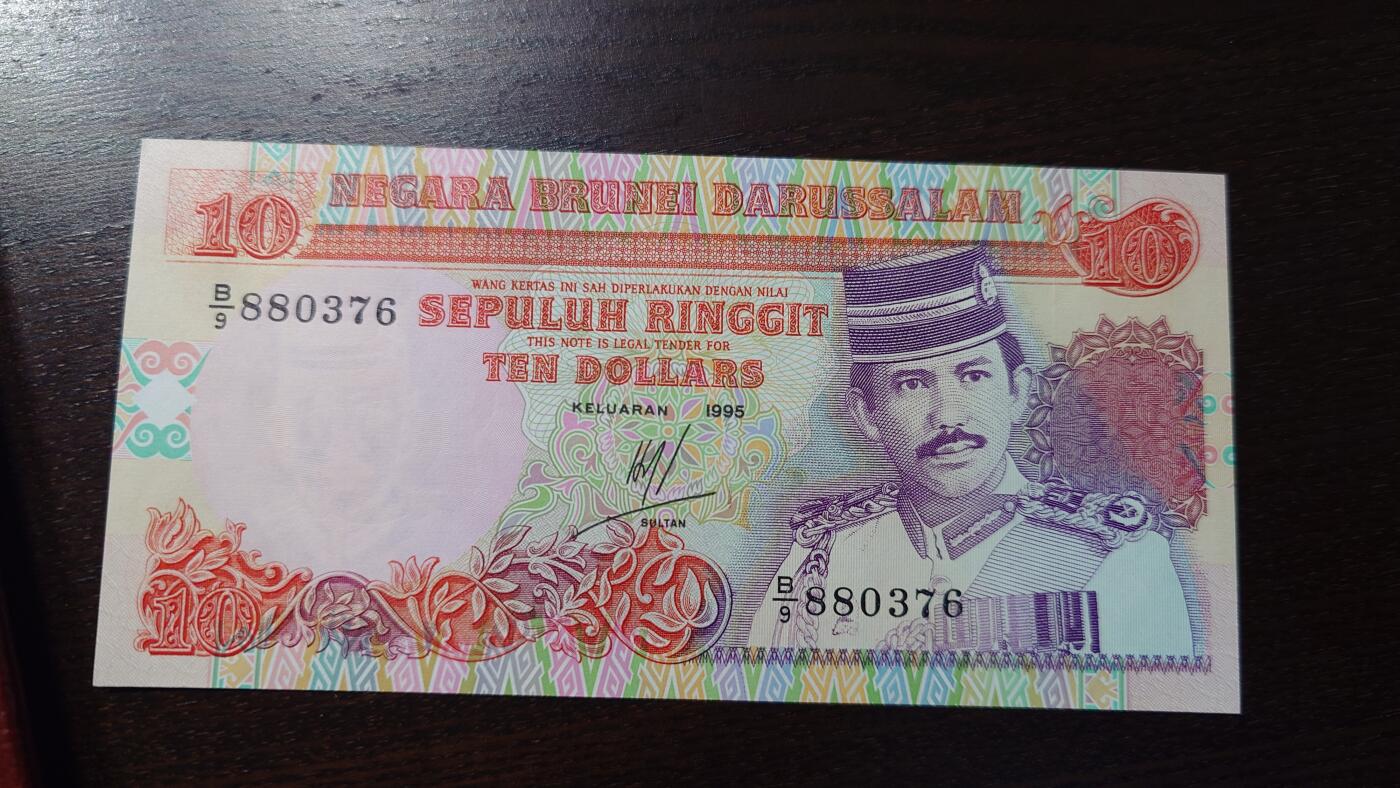 NEGARA BRUNEI DARUSSALAM
10
10
WANG KERTAS INI SAH DIPERLAKUKAN DENGAN NILAI
B/9 880376
SEPULUH RINGGIT
THIS NOTE IS LEGAL TENDER FOR
TEN DOLLARS
KELUARAN 1995
SULTAN
B/9 880376
10